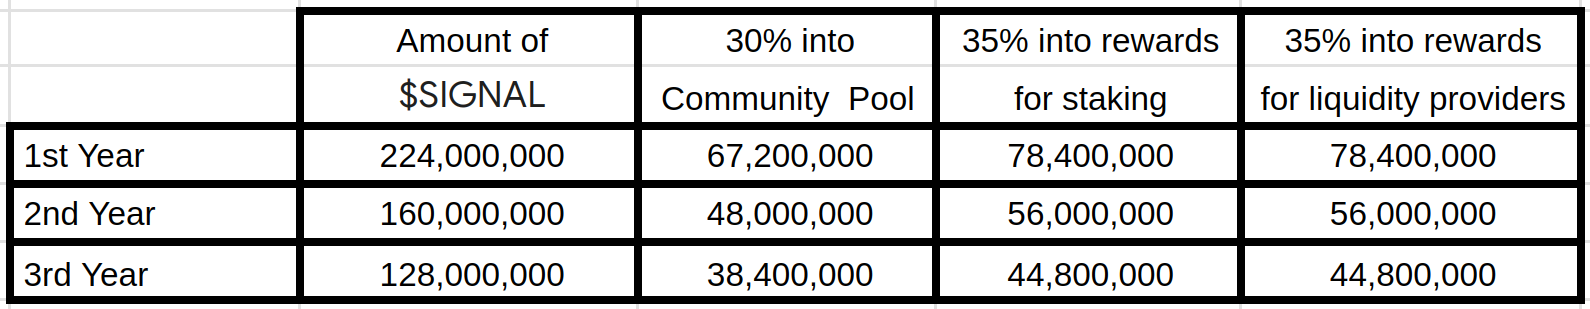 Amount of 30% into 35% into rewards 35% into rewards
$SIGNAL Community Pool for staking for liquidity providers
1st Year 224,000,000 67,200,000 78,400,000 78,400,000
2nd Year 160,000,000 48,000,000 56,000,000 56,000,000
3rd Year 128,000,000 38,400,000 44,800,000 44,800,000